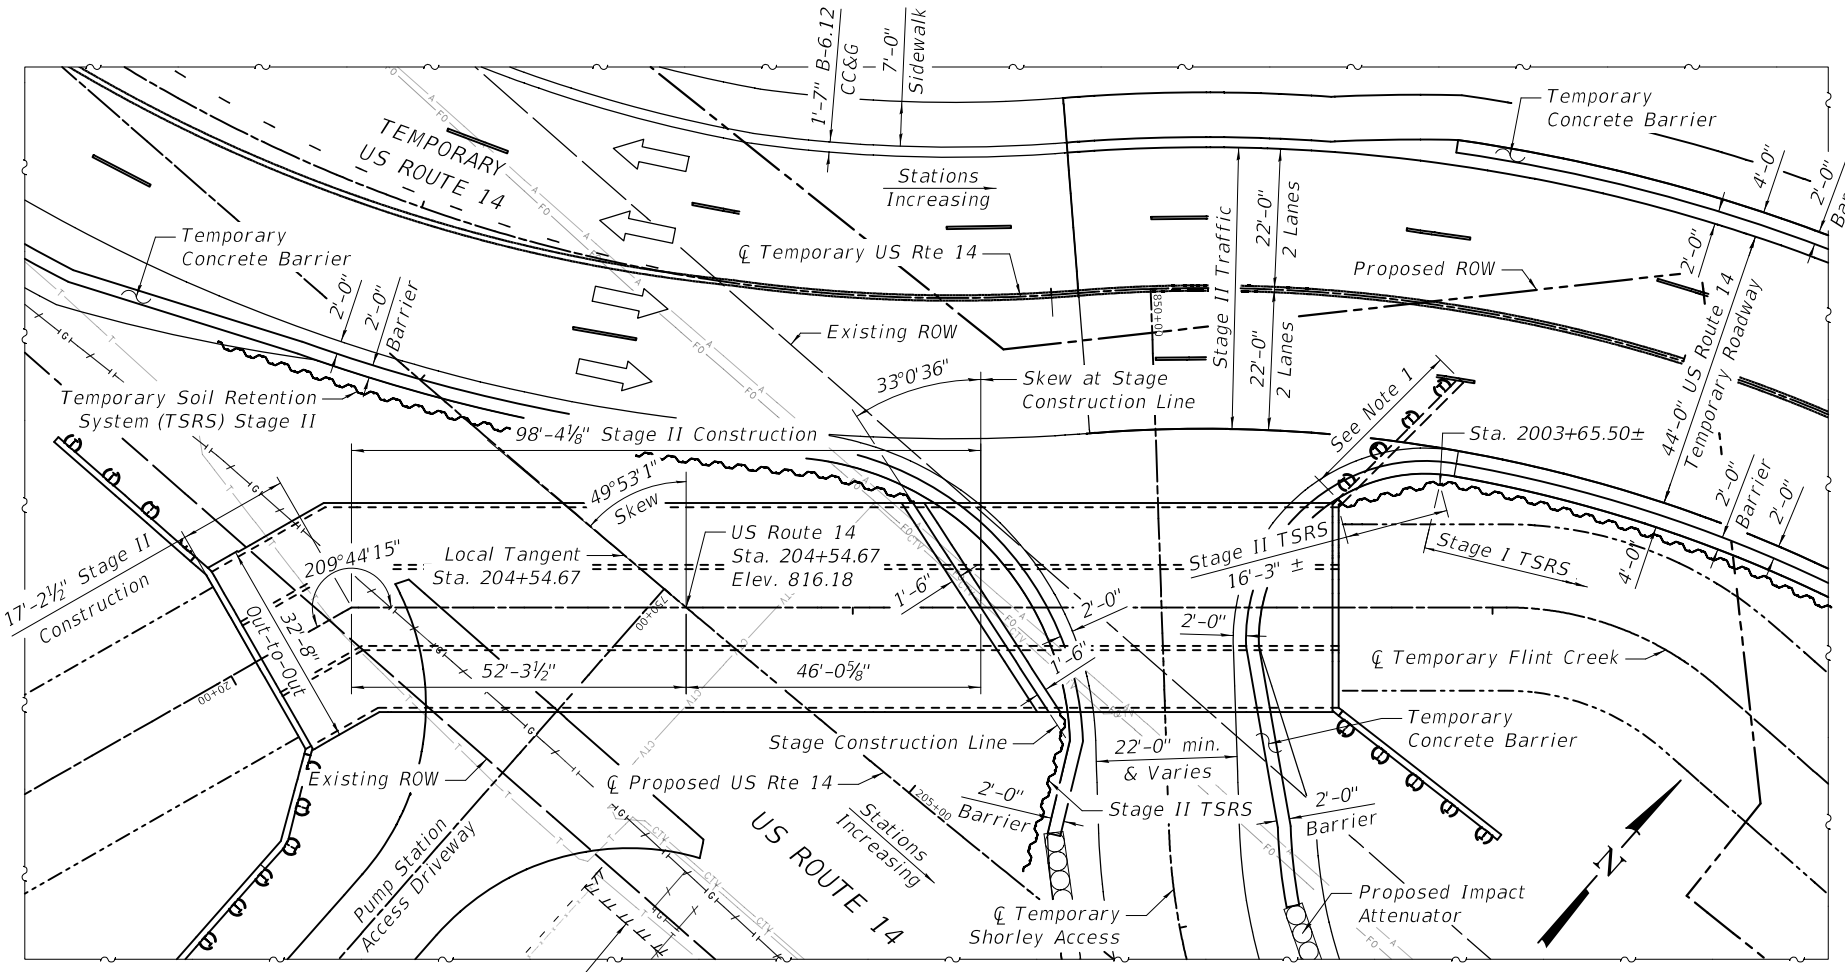 1'-7" B-6.12
CC&G
7'-0"
Sidewalk
TEMPORARY
US ROUTE 14
Temporary
Concrete Barrier
4'-0"
2'-0"
Stations
Increasing
Temporary
Concrete Barrier
2'-0"
2'-0"
Barrier
℄ Temporary US Rte 14
Stage II Traffic
22'-0"
2 Lanes
22'-0"
2 Lanes
Proposed ROW
2'-0"
44'-0" US Route 14
Temporary Roadway
850+00
Existing ROW
33°0'36"
Skew at Stage
Construction Line
See Note 1
Temporary Soil Retention
System (TSRS) Stage II
98'-4⅛" Stage II Construction
Sta. 2003+65.50±
2'-0"
Barrier
2'-0"
49°53'1"
Skew
17'-2½" Stage II
Construction
209°44'15"
Local Tangent
Sta. 204+54.67
US Route 14
Sta. 204+54.67
Elev. 816.18
1'-6"
Stage II TSRS
16'-3" ±
Stage I TSRS
4'-0"
32'-8"
Out-to-Out
750+00
2'-0"
2'-0"
1'-6"
20+00
52'-3½"
46'-0⅝"
℄ Temporary Flint Creek
Stage Construction Line
22'-0" min.
& Varies
Temporary
Concrete Barrier
Existing ROW
℄ Proposed US Rte 14
205+00
2'-0"
Barrier
Stage II TSRS
2'-0"
Barrier
Pump Station
Access Driveway
US ROUTE 14
Stations
Increasing
℄ Temporary
Shorley Access
Proposed Impact
Attenuator
N